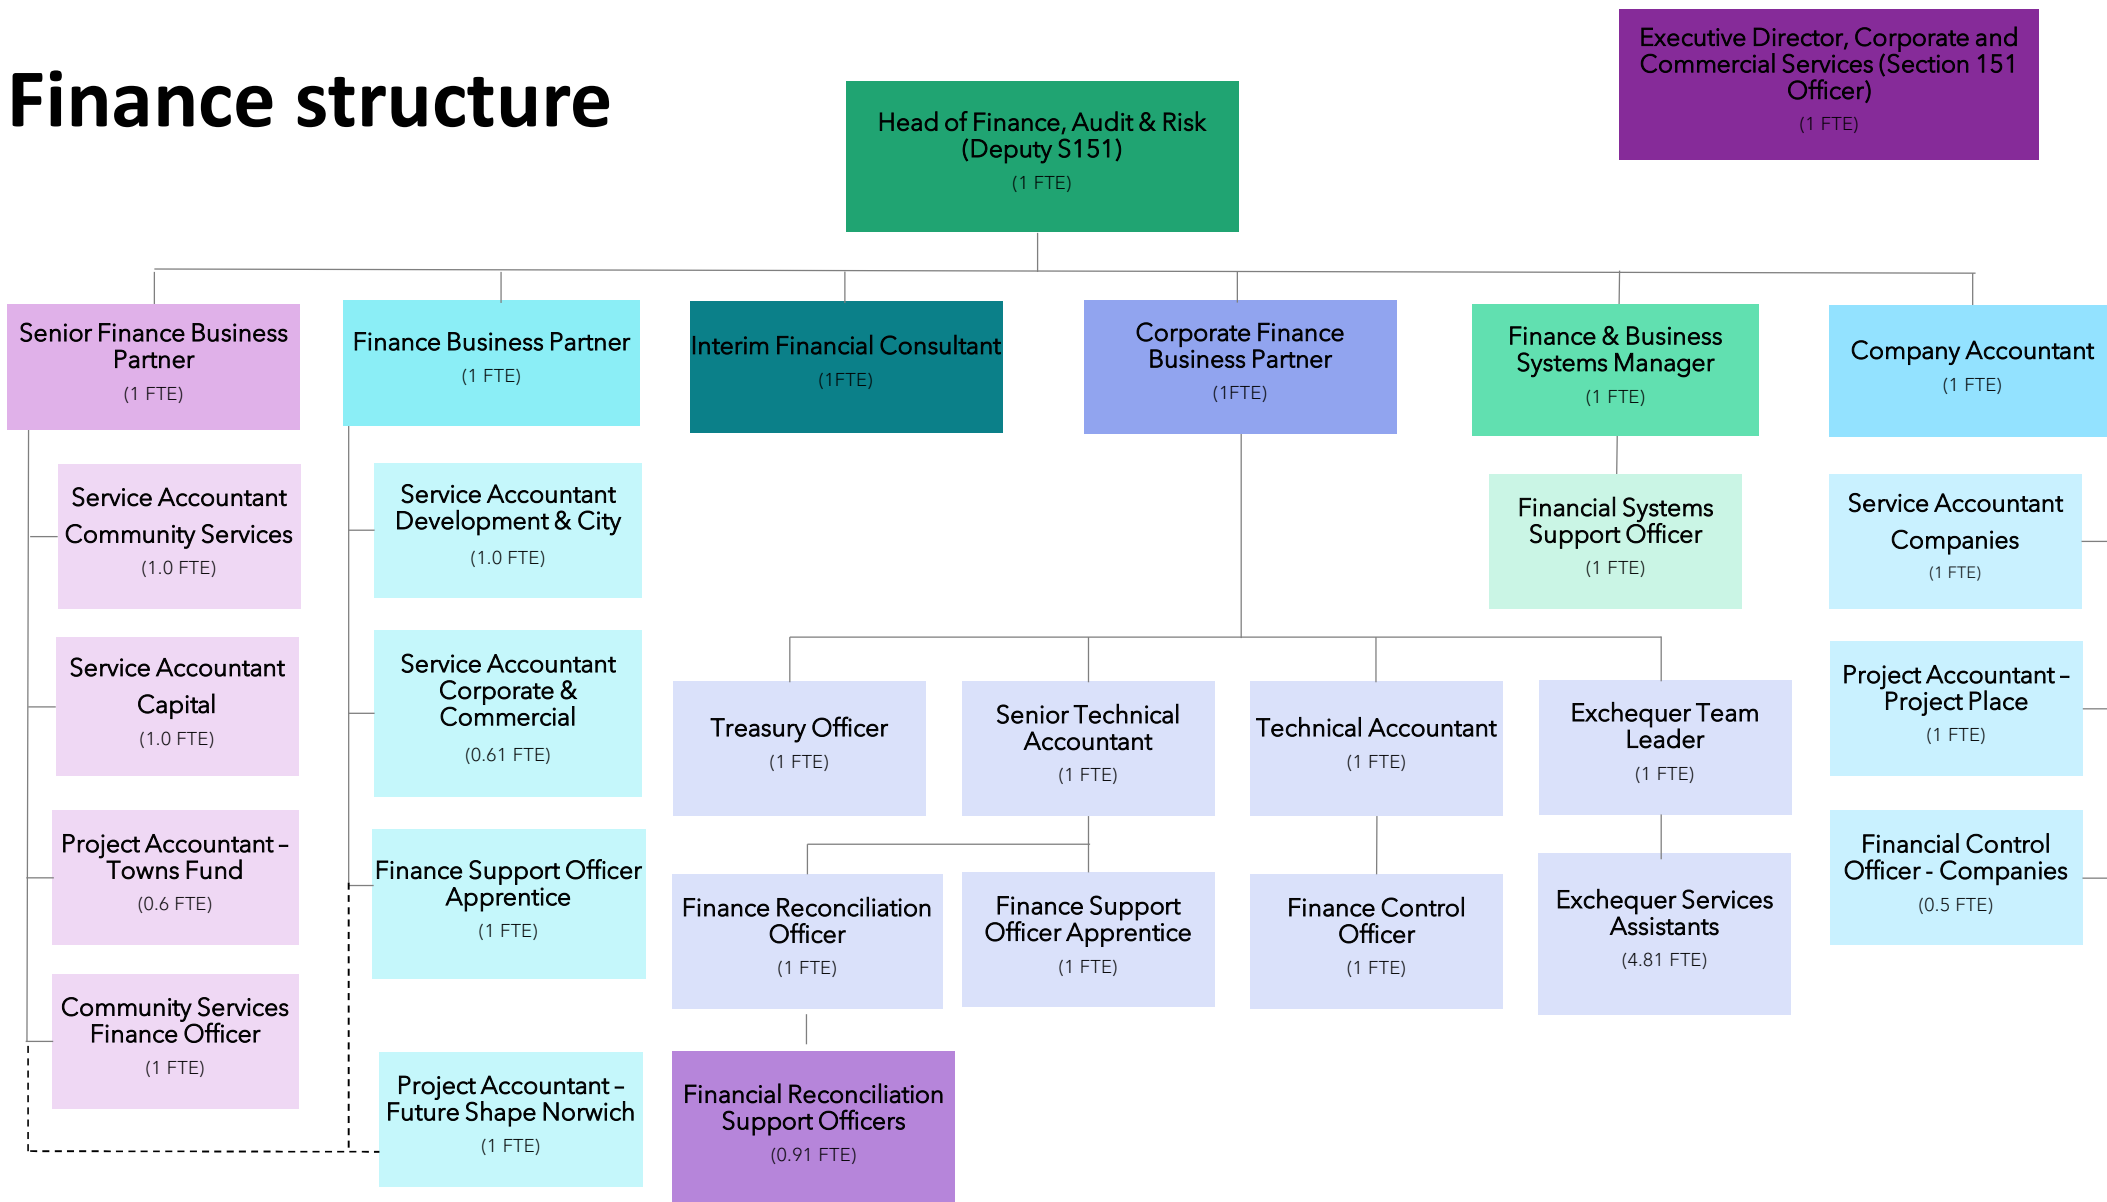 Finance structure
Executive Director, Corporate and
Commercial Services (Section 151
Officer)
(1 FTE)
Head of Finance, Audit & Risk
(Deputy S151)
(1 FTE)
Senior Finance Business
Partner
(1 FTE)
Finance Business Partner
(1 FTE)
Interim Financial Consultant
(1FTE)
Corporate Finance
Business Partner
(1FTE)
Finance & Business
Systems Manager
(1 FTE)
Company Accountant
(1 FTE)
Service Accountant
Community Services
(1.0 FTE)
Service Accountant
Capital
(1.0 FTE)
Project Accountant –
Towns Fund
(0.6 FTE)
Community Services
Finance Officer
(1 FTE)
Service Accountant
Development & City
(1.0 FTE)
Service Accountant
Corporate &
Commercial
(0.61 FTE)
Finance Support Officer
Apprentice
(1 FTE)
Project Accountant –
Future Shape Norwich
(1 FTE)
Treasury Officer
(1 FTE)
Senior Technical
Accountant
(1 FTE)
Technical Accountant
(1 FTE)
Exchequer Team
Leader
(1 FTE)
Finance Reconciliation
Officer
(1 FTE)
Finance Support
Officer Apprentice
(1 FTE)
Finance Control
Officer
(1 FTE)
Exchequer Services
Assistants
(4.81 FTE)
Financial Reconciliation
Support Officers
(0.91 FTE)
Financial Systems
Support Officer
(1 FTE)
Service Accountant
Companies
(1 FTE)
Project Accountant –
Project Place
(1 FTE)
Financial Control
Officer - Companies
(0.5 FTE)